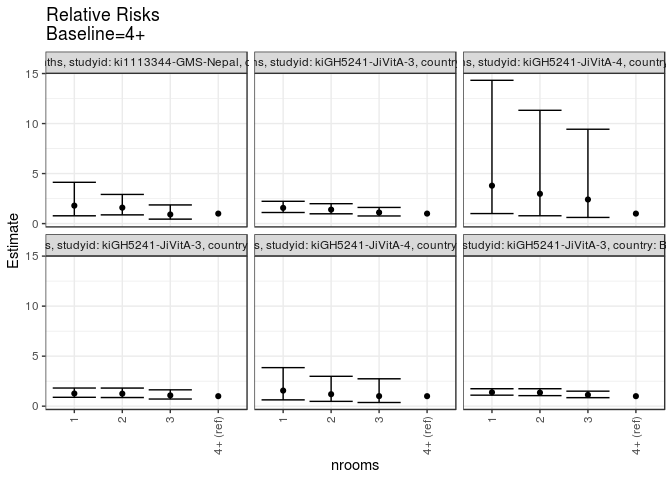 Relative Risks
Baseline=4+
ths, studyid: ki1113344-GMS-Nepal,
s, studyid: kiGH5241-JiVitA-3, country
s, studyid: kiGH5241-JiVitA-4, country
15
10
5
0
s, studyid: kiGH5241-JiVitA-3, country
s, studyid: kiGH5241-JiVitA-4, country
studyid: kiGH5241-JiVitA-3, country: B
15
10
5
0
Estimate
1
2
3
4+ (ref)
1
2
3
4+ (ref)
1
2
3
4+ (ref)
nrooms